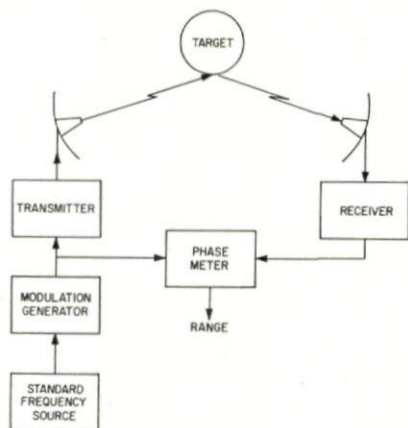 TARGET
TRANSMITTER
RECEIVER
PHASE
METER
MODULATION
GENERATOR
RANGE
STANDARD
FREQUENCY
SOURCE